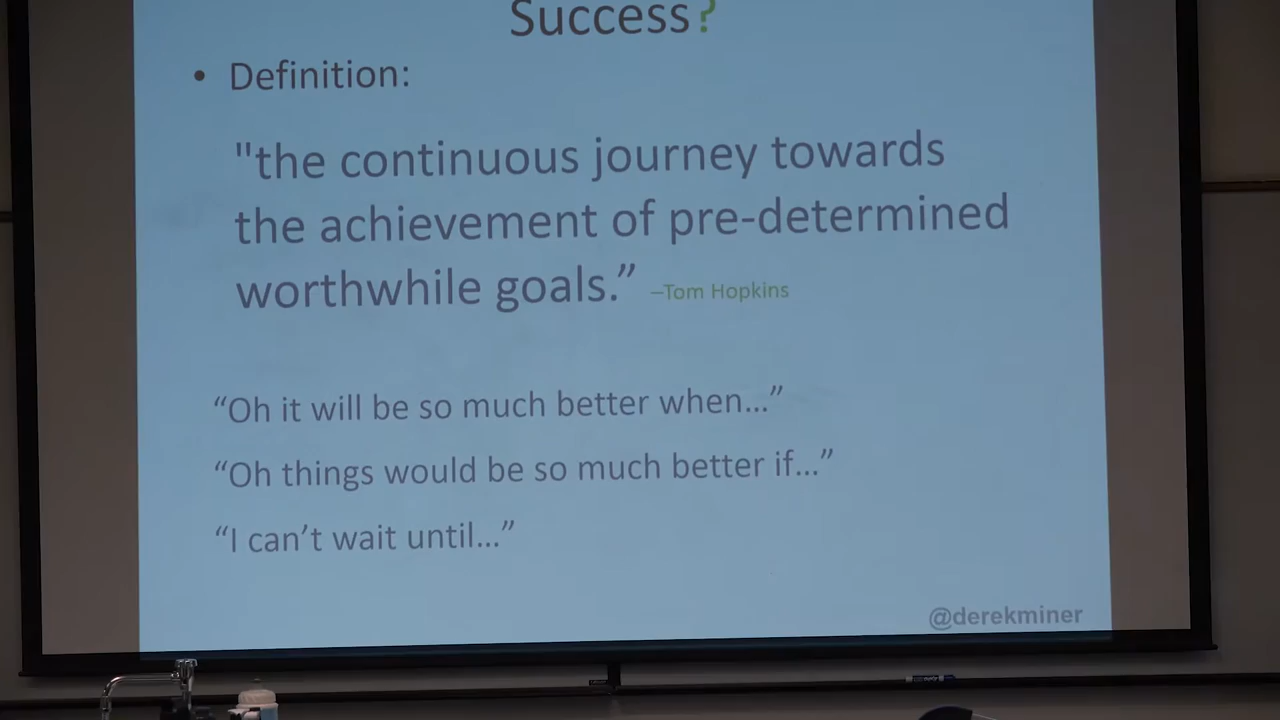 Success?
• Definition:
"the continuous journey towards
the achievement of pre-determined
worthwhile goals.” –Tom Hopkins
“Oh it will be so much better when...”
“Oh things would be so much better if...”
“I can’t wait until...”
@derekminer